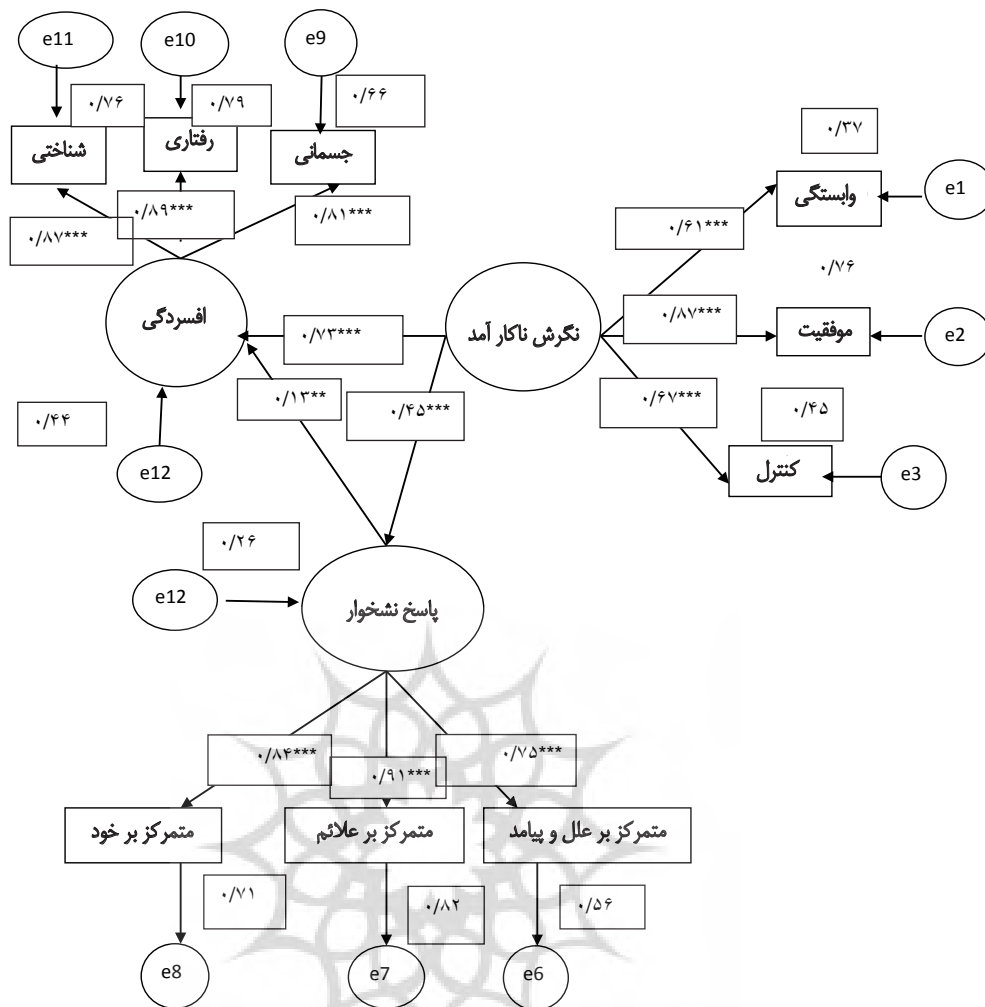 e11
e10
e9
۰/۷۶
۰/۷۹
۰/۶۶
شناختی
رفتاری
جسمانی
۰/۳۷
وابستگی
e1
۰/۸۷***
۰/۸۹***
۰/۸۱***
۰/۶۱***
۰/۷۶
افسردگی
نگرش ناکار آمد
۰/۷۳***
۰/۸۷***
موفقیت
e2
۰/۱۳**
۰/۴۵***
۰/۶۷***
۰/۴۵
۰/۴۴
e12
کنترل
e3
۰/۲۶
e12
پاسخ نشخوار
۰/۸۴***
۰/۹۱***
۰/۷۵***
متمرکز بر خود
متمرکز بر علائم
متمرکز بر علل و پیامد
۰/۷۱
۰/۸۲
۰/۵۶
e8
e7
e6